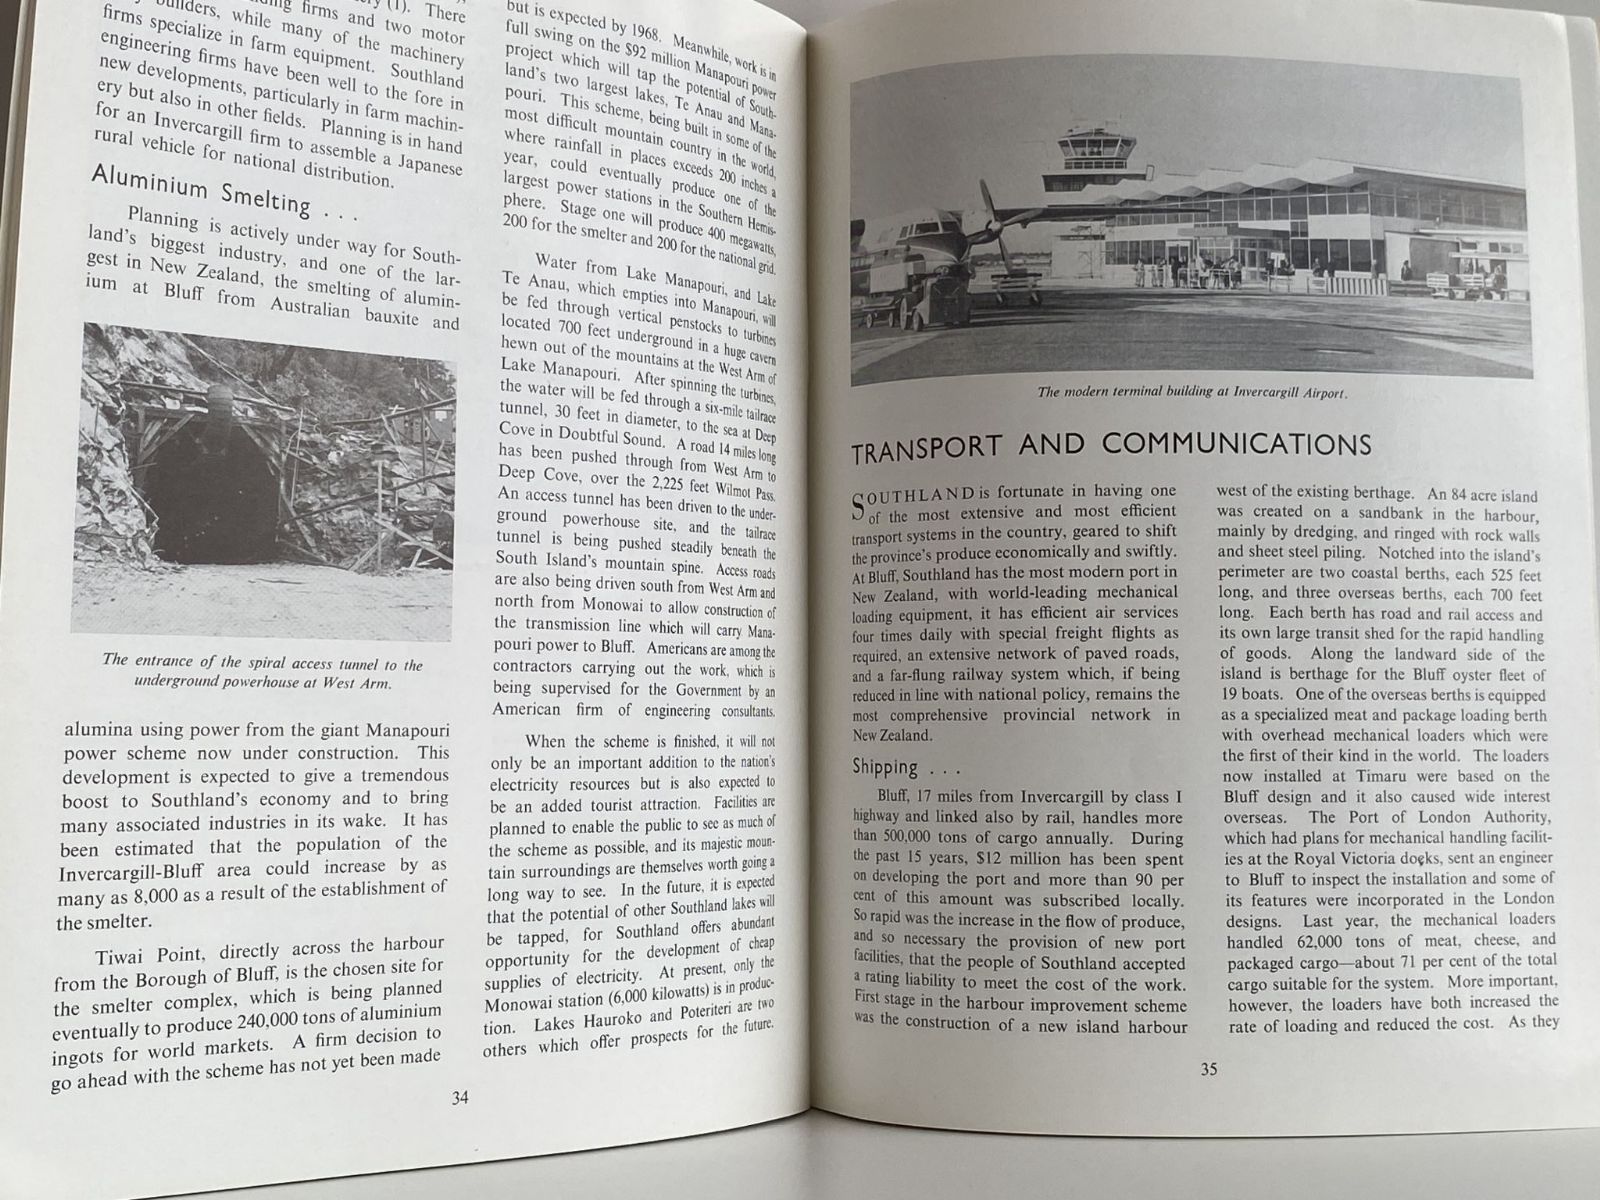 ery (1). There
builders, while many of the machinery
firms specialize in farm equipment. Southland
engineering firms have been well to the fore in
new developments, particularly in farm machin-
ery but also in other fields. Planning is in hand
for an Invercargill firm to assemble a Japanese
rural vehicle for national distribution.
Aluminium Smelting . . .
Planning is actively under way for South-
land's biggest industry, and one of the lar-
gest in New Zealand, the smelting of alumin-
ium at Bluff from Australian bauxite and
The entrance of the spiral access tunnel to the
underground powerhouse at West Arm.
alumina using power from the giant Manapouri
power scheme now under construction. This
development is expected to give a tremendous
boost to Southland's economy and to bring
many associated industries in its wake. It has
been estimated that the population of the
Invercargill-Bluff area could increase by as
many as 8,000 as a result of the establishment of
the smelter.
Tiwai Point, directly across the harbour
from the Borough of Bluff, is the chosen site for
the smelter complex, which is being planned
eventually to produce 240,000 tons of aluminium
ingots for world markets. A firm decision to
go ahead with the scheme has not yet been made
but is expected by 1968. Meanwhile, work is in
full swing on the $92 million Manapouri power
project which will tap the potential of South-
land's two largest lakes, Te Anau and Mana-
pouri. This scheme, being built in some of the
most difficult mountain country in the world,
where rainfall in places exceeds 200 inches a
year, could eventually produce one of the
largest power stations in the Southern Hemis-
phere. Stage one will produce 400 megawatts,
200 for the smelter and 200 for the national grid.
Water from Lake Manapouri, and Lake
Te Anau, which empties into Manapouri, will
be fed through vertical penstocks to turbines
located 700 feet underground in a huge cavern
hewn out of the mountains at the West Arm of
Lake Manapouri. After spinning the turbines,
the water will be fed through a six-mile tailrace
tunnel, 30 feet in diameter, to the sea at Deep
Cove in Doubtful Sound. A road 14 miles long
has been pushed through from West Arm to
Deep Cove, over the 2,225 feet Wilmot Pass.
An access tunnel has been driven to the under-
ground powerhouse site, and the tailrace
tunnel is being pushed steadily beneath the
South Island's mountain spine. Access roads
are also being driven south from West Arm and
north from Monowai to allow construction of
the transmission line which will carry Mana-
pouri power to Bluff. Americans are among the
contractors carrying out the work, which is
being supervised for the Government by an
American firm of engineering consultants.
When the scheme is finished, it will not
only be an important addition to the nation's
electricity resources but is also expected to
be an added tourist attraction. Facilities are
planned to enable the public to see as much of
the scheme as possible, and its majestic moun-
tain surroundings are themselves worth going a
long way to see. In the future, it is expected
that the potential of other Southland lakes will
be tapped, for Southland offers abundant
opportunity for the development of cheap
supplies of electricity. At present, only the
Monowai station (6,000 kilowatts) is in produc-
tion. Lakes Hauroko and Poteriteri are two
others which offer prospects for the future.
34
The modern terminal building at Invercargill Airport.
TRANSPORT AND COMMUNICATIONS
SOUTHLAND is fortunate in having one
of the most extensive and most efficient
transport systems in the country, geared to shift
the province's produce economically and swiftly.
At Bluff, Southland has the most modern port in
New Zealand, with world-leading mechanical
loading equipment, it has efficient air services
four times daily with special freight flights as
required, an extensive network of paved roads,
and a far-flung railway system which, if being
reduced in line with national policy, remains the
most comprehensive provincial network in
New Zealand.
Shipping . . .
Bluff, 17 miles from Invercargill by class I
highway and linked also by rail, handles more
than 500,000 tons of cargo annually. During
the past 15 years, $12 million has been spent
on developing the port and more than 90 per
cent of this amount was subscribed locally.
So rapid was the increase in the flow of produce,
and so necessary the provision of new port
facilities, that the people of Southland accepted
a rating liability to meet the cost of the work.
First stage in the harbour improvement scheme
was the construction of a new island harbour
west of the existing berthage. An 84 acre island
was created on a sandbank in the harbour,
mainly by dredging, and ringed with rock walls
and sheet steel piling. Notched into the island's
perimeter are two coastal berths, each 525 feet
long, and three overseas berths, each 700 feet
long. Each berth has road and rail access and
its own large transit shed for the rapid handling
of goods. Along the landward side of the
island is berthage for the Bluff oyster fleet of
19 boats. One of the overseas berths is equipped
as a specialized meat and package loading berth
with overhead mechanical loaders which were
the first of their kind in the world. The loaders
now installed at Timaru were based on the
Bluff design and it also caused wide interest
overseas. The Port of London Authority,
which had plans for mechanical handling facilit-
ies at the Royal Victoria docks, sent an engineer
to Bluff to inspect the installation and some of
its features were incorporated in the London
designs. Last year, the mechanical loaders
handled 62,000 tons of meat, cheese, and
packaged cargo—about 71 per cent of the total
cargo suitable for the system. More important,
however, the loaders have both increased the
rate of loading and reduced the cost. As they
35